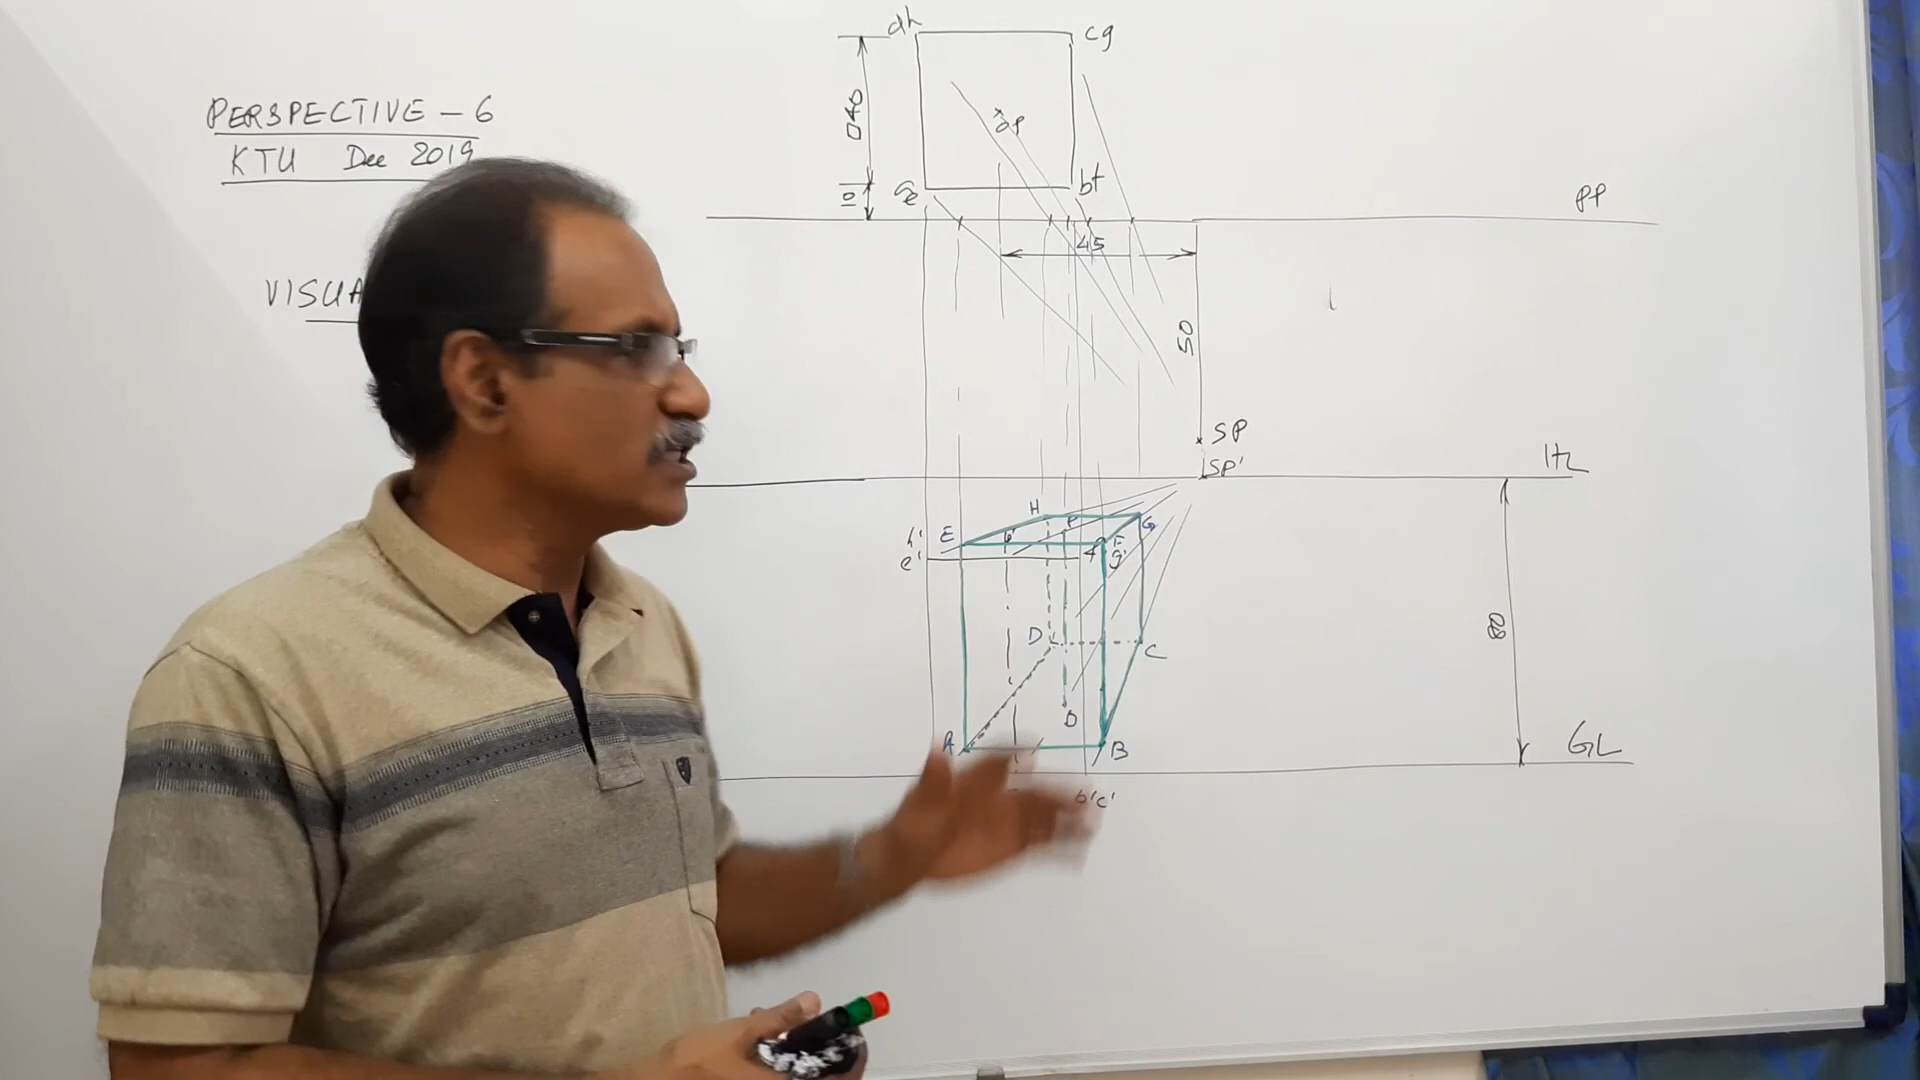 PERSPECTIVE - 6
KTU Dec 2019
VISUA
dh
cg
□40
10
a
e
bf
op
PP
45
50
SP
SP'
HL
h'
e'
E
H
P
G
o'
F
g'
80
D
C
O
A
B
GL
b'c'